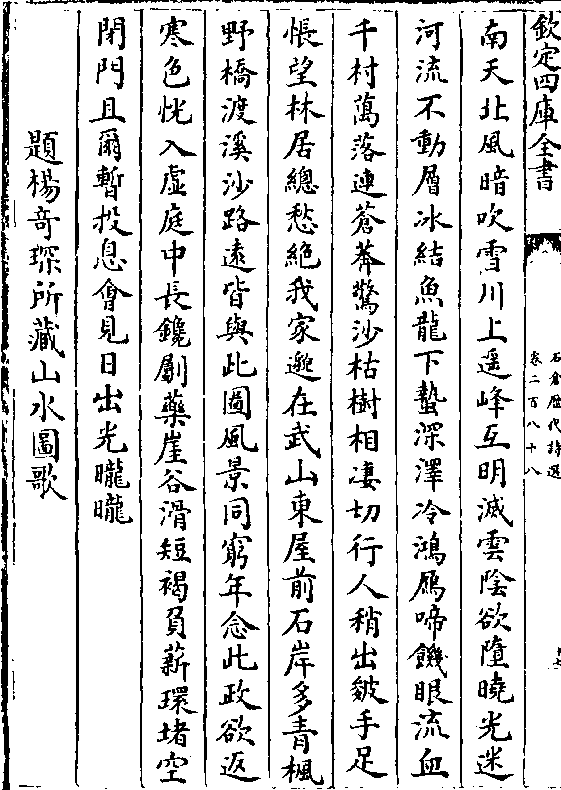 欽定四庫全書
石倉歴代詩選
卷二百八十八
南天北風暗吹雪川上遥峰互明滅雲陰欲墮曉光迷
河流不動層冰結魚龍下蟄深澤冷鴻鴈啼饑眼流血
千村萬落連蒼莽驚沙枯樹相凄切行人稍出皴手足
悵望林居總愁絶我家邈在武山東屋前石岸多青楓
野橋渡溪沙路遠皆與此圖風景同窮年念此政欲返
寒色恍入虚庭中長鑱劚藥崖谷滑短褐負薪環堵空
閉門且爾暫投息會見日出光曨曨
題楊奇琛所藏山水圖歌